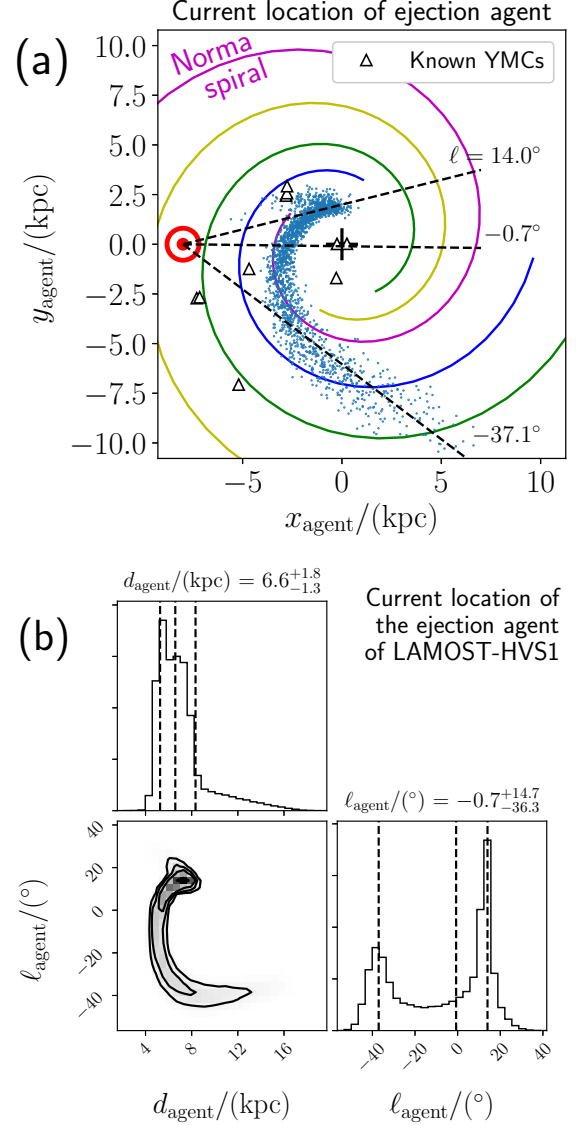 Current location of ejection agent
(a)
Norma
spiral
Known YMCs
ℓ = 14.0°
−0.7°
−37.1°
10.0
7.5
5.0
2.5
0.0
−2.5
−5.0
−7.5
−10.0
y_agent/(kpc)
−5 0 5 10
x_agent/(kpc)
(b)
d_agent/(kpc) = 6.6^{+1.8}_{−1.3}
Current location of
the ejection agent
of LAMOST-HVS1
ℓ_agent/(°) = −0.7^{+14.7}_{−36.3}
40
20
0
−20
−40
ℓ_agent/(°)
4 8 12 16
d_agent/(kpc)
−40 −20 0 20 40
ℓ_agent/(°)